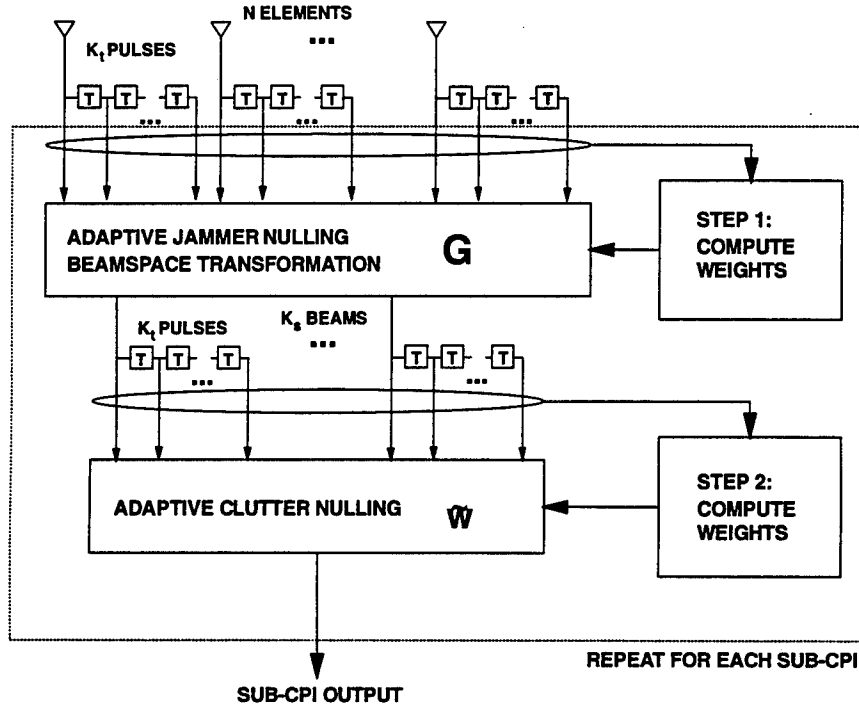 N ELEMENTS
...
K_t PULSES
T T T T T T T T T
... ... ...
STEP 1:
COMPUTE
WEIGHTS
ADAPTIVE JAMMER NULLING
BEAMSPACE TRANSFORMATION
G
K_s BEAMS
...
K_t PULSES
T T T T T T
... ...
STEP 2:
COMPUTE
WEIGHTS
ADAPTIVE CLUTTER NULLING
w̃
REPEAT FOR EACH SUB-CPI
SUB-CPI OUTPUT